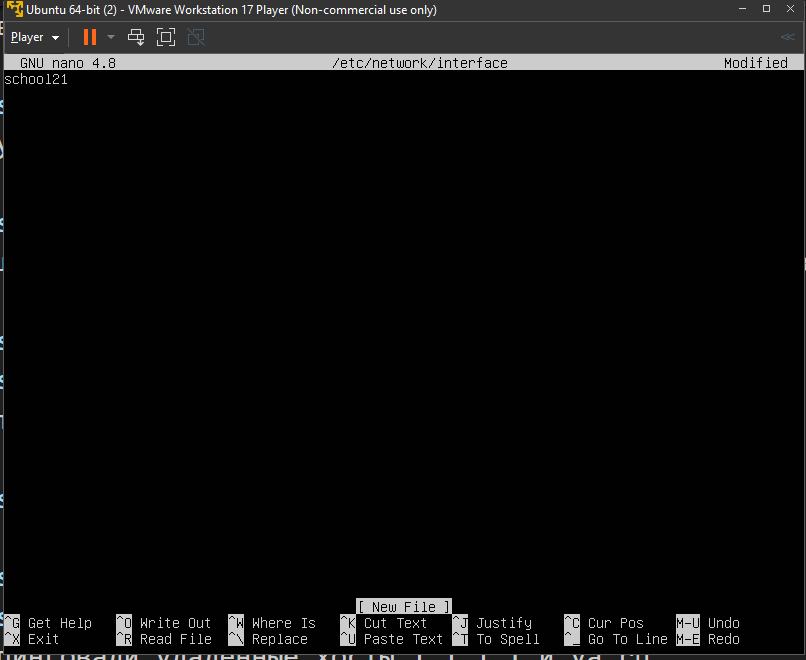 Ubuntu 64-bit (2) - VMware Workstation 17 Player (Non-commercial use only)
Player
GNU nano 4.8 /etc/network/interface Modified
school21
[ New File ]
^G Get Help ^O Write Out ^W Where Is ^K Cut Text ^J Justify ^C Cur Pos M-U Undo
^X Exit ^R Read File ^\ Replace ^U Paste Text ^T To Spell ^_ Go To Line M-E Redo